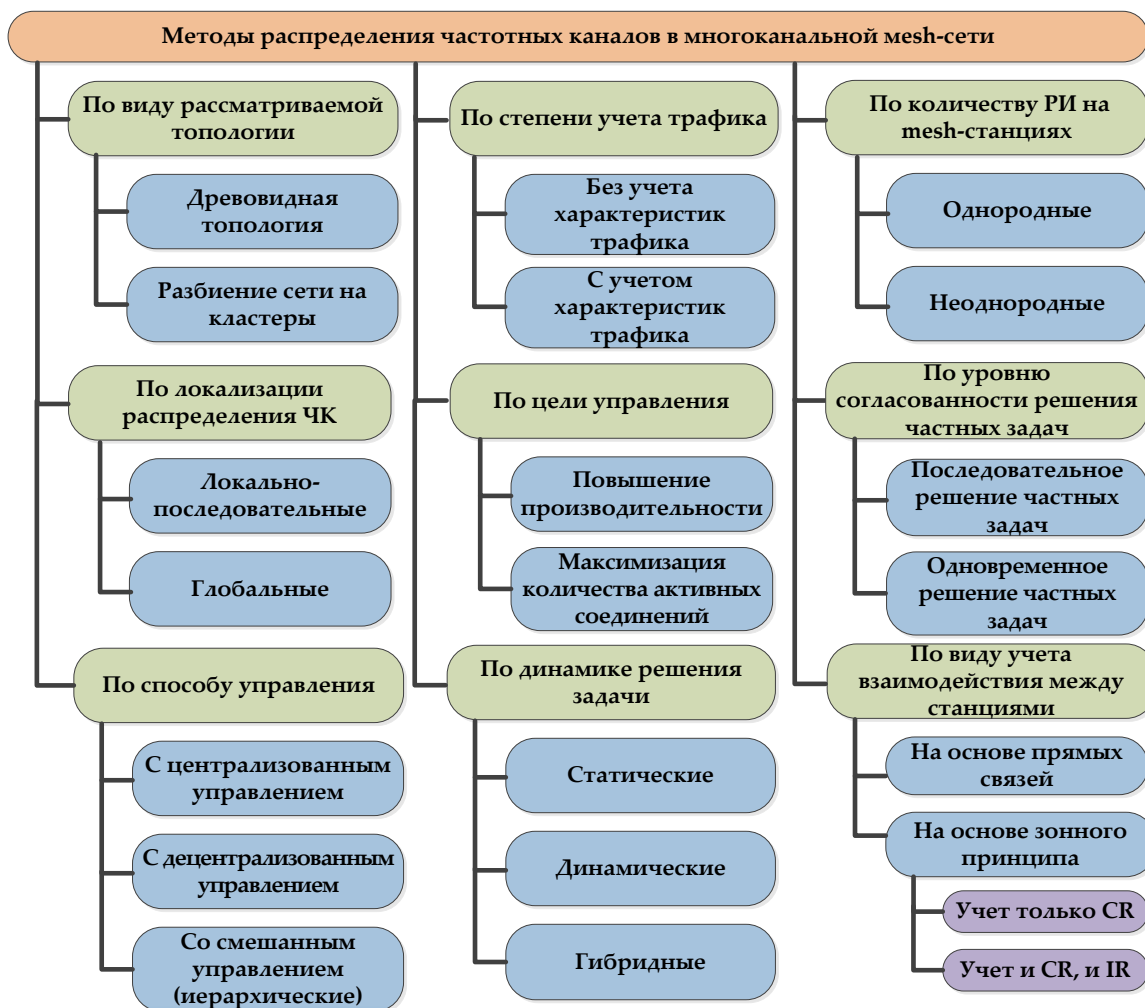 Методы распределения частотных каналов в многоканальной mesh-сети
По виду рассматриваемой
топологии
Древовидная
топология
Разбиение сети на
кластеры
По локализации
распределения ЧК
Локально-
последовательные
Глобальные
По способу управления
С централизованным
управлением
С децентрализованным
управлением
Со смешанным
управлением
(иерархические)
По степени учета трафика
Без учета
характеристик
трафика
С учетом
характеристик
трафика
По цели управления
Повышение
производительности
Максимизация
количества активных
соединений
По динамике решения
задачи
Статические
Динамические
Гибридные
По количеству РИ на
mesh-станциях
Однородные
Неоднородные
По уровню
согласованности решения
частных задач
Последовательное
решение частных
задач
Одновременное
решение частных
задач
По виду учета
взаимодействия между
станциями
На основе прямых
связей
На основе зонного
принципа
Учет только CR
Учет и CR, и IR